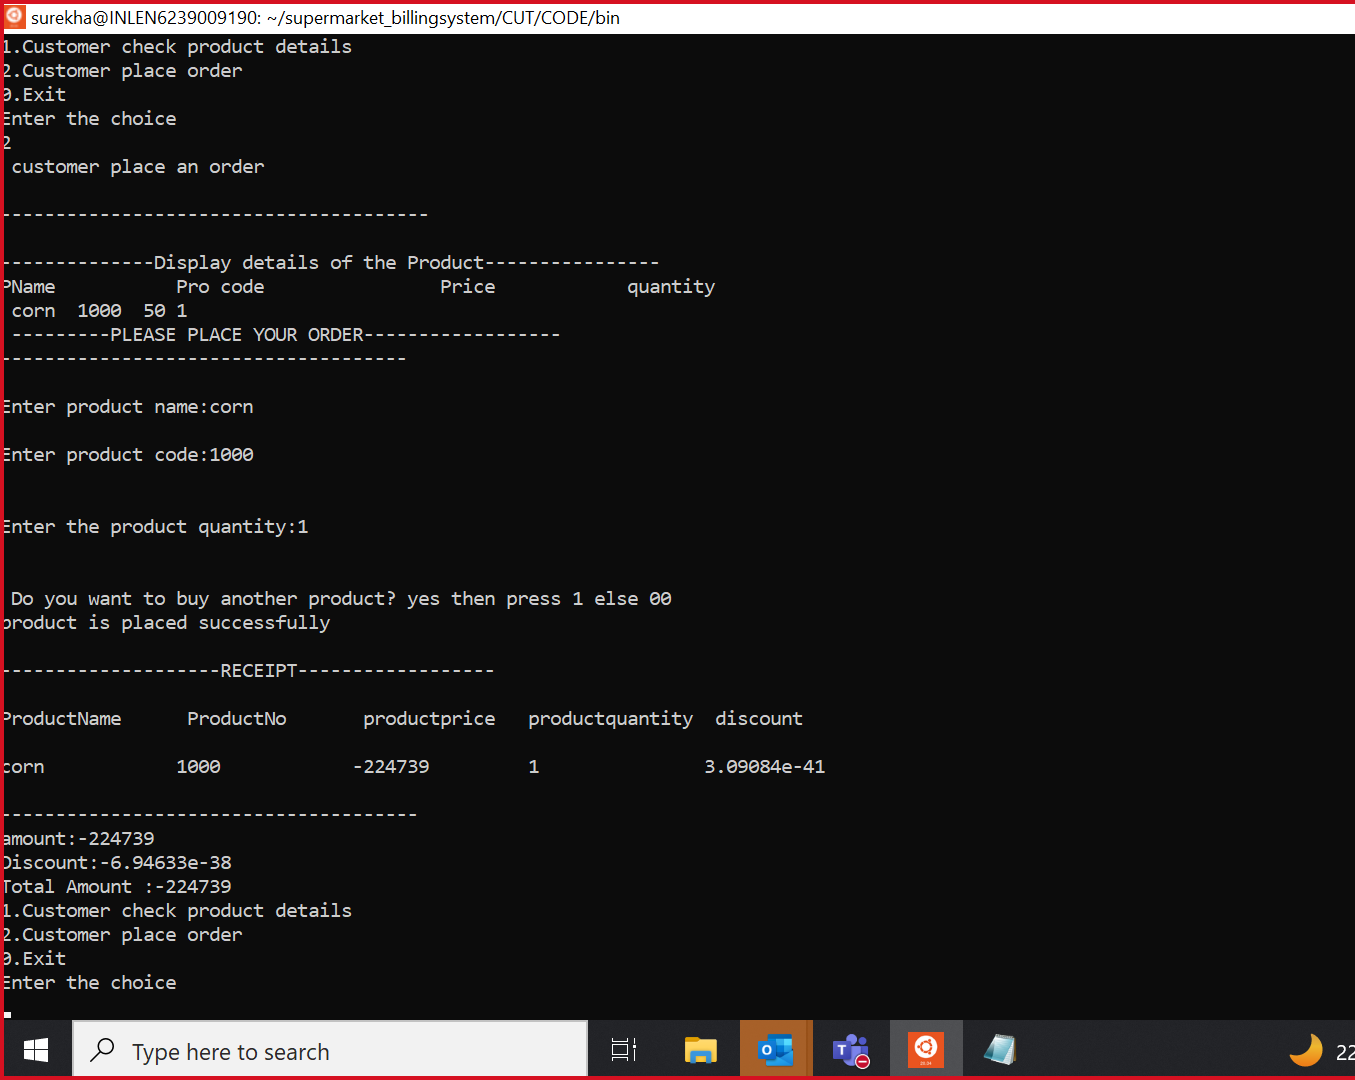 surekha@INLEN6239009190: ~/supermarket_billingsystem/CUT/CODE/bin
1.Customer check product details
2.Customer place order
0.Exit
Enter the choice
2
customer place an order
---------------------------------------
--------------Display details of the Product----------------
PName Pro code Price quantity
corn 1000 50 1
---------PLEASE PLACE YOUR ORDER------------------
-------------------------------------
Enter product name:corn
Enter product code:1000
Enter the product quantity:1
Do you want to buy another product? yes then press 1 else 00
product is placed successfully
--------------------RECEIPT------------------
ProductName ProductNo productprice productquantity discount
corn 1000 -224739 1 3.09084e-41
--------------------------------------
amount:-224739
Discount:-6.94633e-38
Total Amount :-224739
1.Customer check product details
2.Customer place order
0.Exit
Enter the choice
Type here to search
22